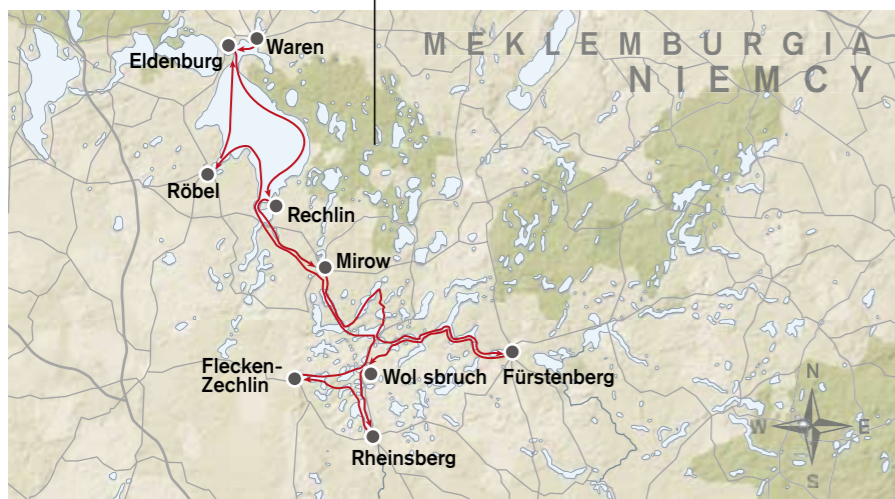 MEKLEMBURGIA
NIEMCY
Waren
Eldenburg
Röbel
Rechlin
Mirow
Flecken-
Zechlin
Wol sbruch
Fürstenberg
Rheinsberg
N
W
E
S